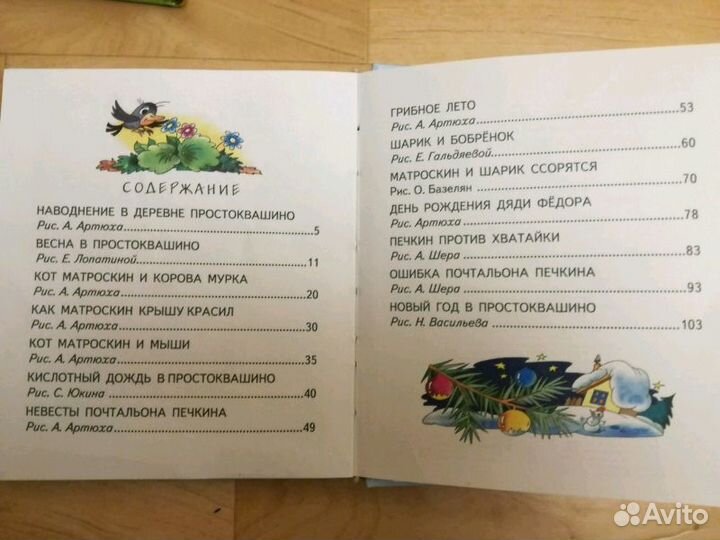 СОДЕРЖАНИЕ
НАВОДНЕНИЕ В ДЕРЕВНЕ ПРОСТОКВАШИНО
Рис. А. Артюха.....5
ВЕСНА В ПРОСТОКВАШИНО
Рис. Е. Лопатиной.....11
КОТ МАТРОСКИН И КОРОВА МУРКА
Рис. А. Артюха.....20
КАК МАТРОСКИН КРЫШУ КРАСИЛ
Рис. А. Артюха.....30
КОТ МАТРОСКИН И МЫШИ
Рис. А. Артюха.....35
КИСЛОТНЫЙ ДОЖДЬ В ПРОСТОКВАШИНО
Рис. С. Юкина.....40
НЕВЕСТЫ ПОЧТАЛЬОНА ПЕЧКИНА
Рис. А. Артюха.....49
ГРИБНОЕ ЛЕТО
Рис. А. Артюха.....53
ШАРИК И БОБРЁНОК
Рис. Е. Гальдяевой.....60
МАТРОСКИН И ШАРИК ССОРЯТСЯ
Рис. О. Базелян.....70
ДЕНЬ РОЖДЕНИЯ ДЯДИ ФЁДОРА
Рис. Артюха.....78
ПЕЧКИН ПРОТИВ ХВАТАЙКИ
Рис. А. Шера.....83
ОШИБКА ПОЧТАЛЬОНА ПЕЧКИНА
Рис. А. Шера.....93
НОВЫЙ ГОД В ПРОСТОКВАШИНО
Рис. Н. Васильева.....103
Avito